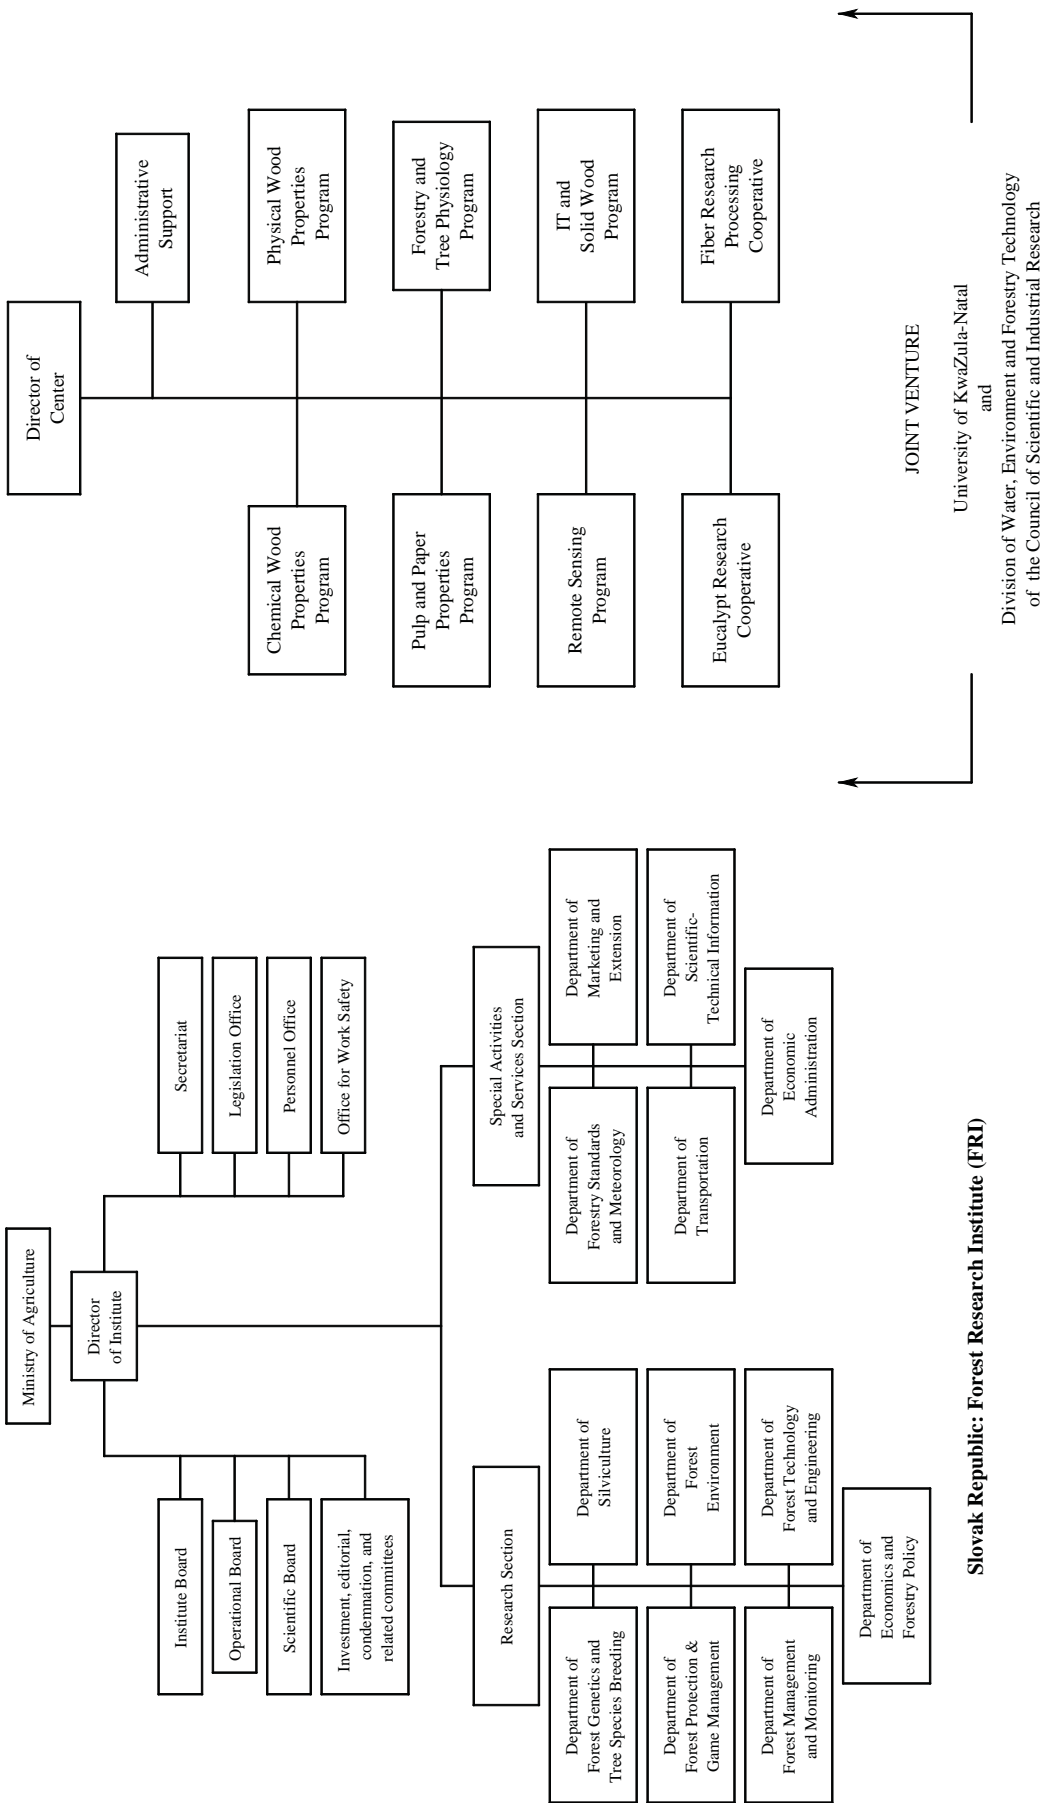 Ministry of Agriculture
Director
of Institute
Institute Board
Operational Board
Scientific Board
Investment, editorial,
condemnation, and
related committees
Secretariat
Legislation Office
Personnel Office
Office for Work Safety
Research Section
Department of
Forest Genetics and
Tree Species Breeding
Department of
Silviculture
Department of
Forest Protection &
Game Management
Department of
Forest
Environment
Department of
Forest Management
and Monitoring
Department of
Forest Technology
and Engineering
Department of
Economics and
Forestry Policy
Special Activities
and Services Section
Department of
Forestry Standards
and Meteorology
Department of
Marketing and
Extension
Department of
Transportation
Department of
Scientific-
Technical Information
Department of
Economic
Administration
Slovak Republic: Forest Research Institute (FRI)
Director of
Center
Administrative
Support
Chemical Wood
Properties
Program
Physical Wood
Properties
Program
Pulp and Paper
Properties
Program
Forestry and
Tree Physiology
Program
Remote Sensing
Program
IT and
Solid Wood
Program
Eucalypt Research
Cooperative
Fiber Research
Processing
Cooperative
JOINT VENTURE
University of KwaZula-Natal
and
Division of Water, Environment and Forestry Technology
of the Council of Scientific and Industrial Research